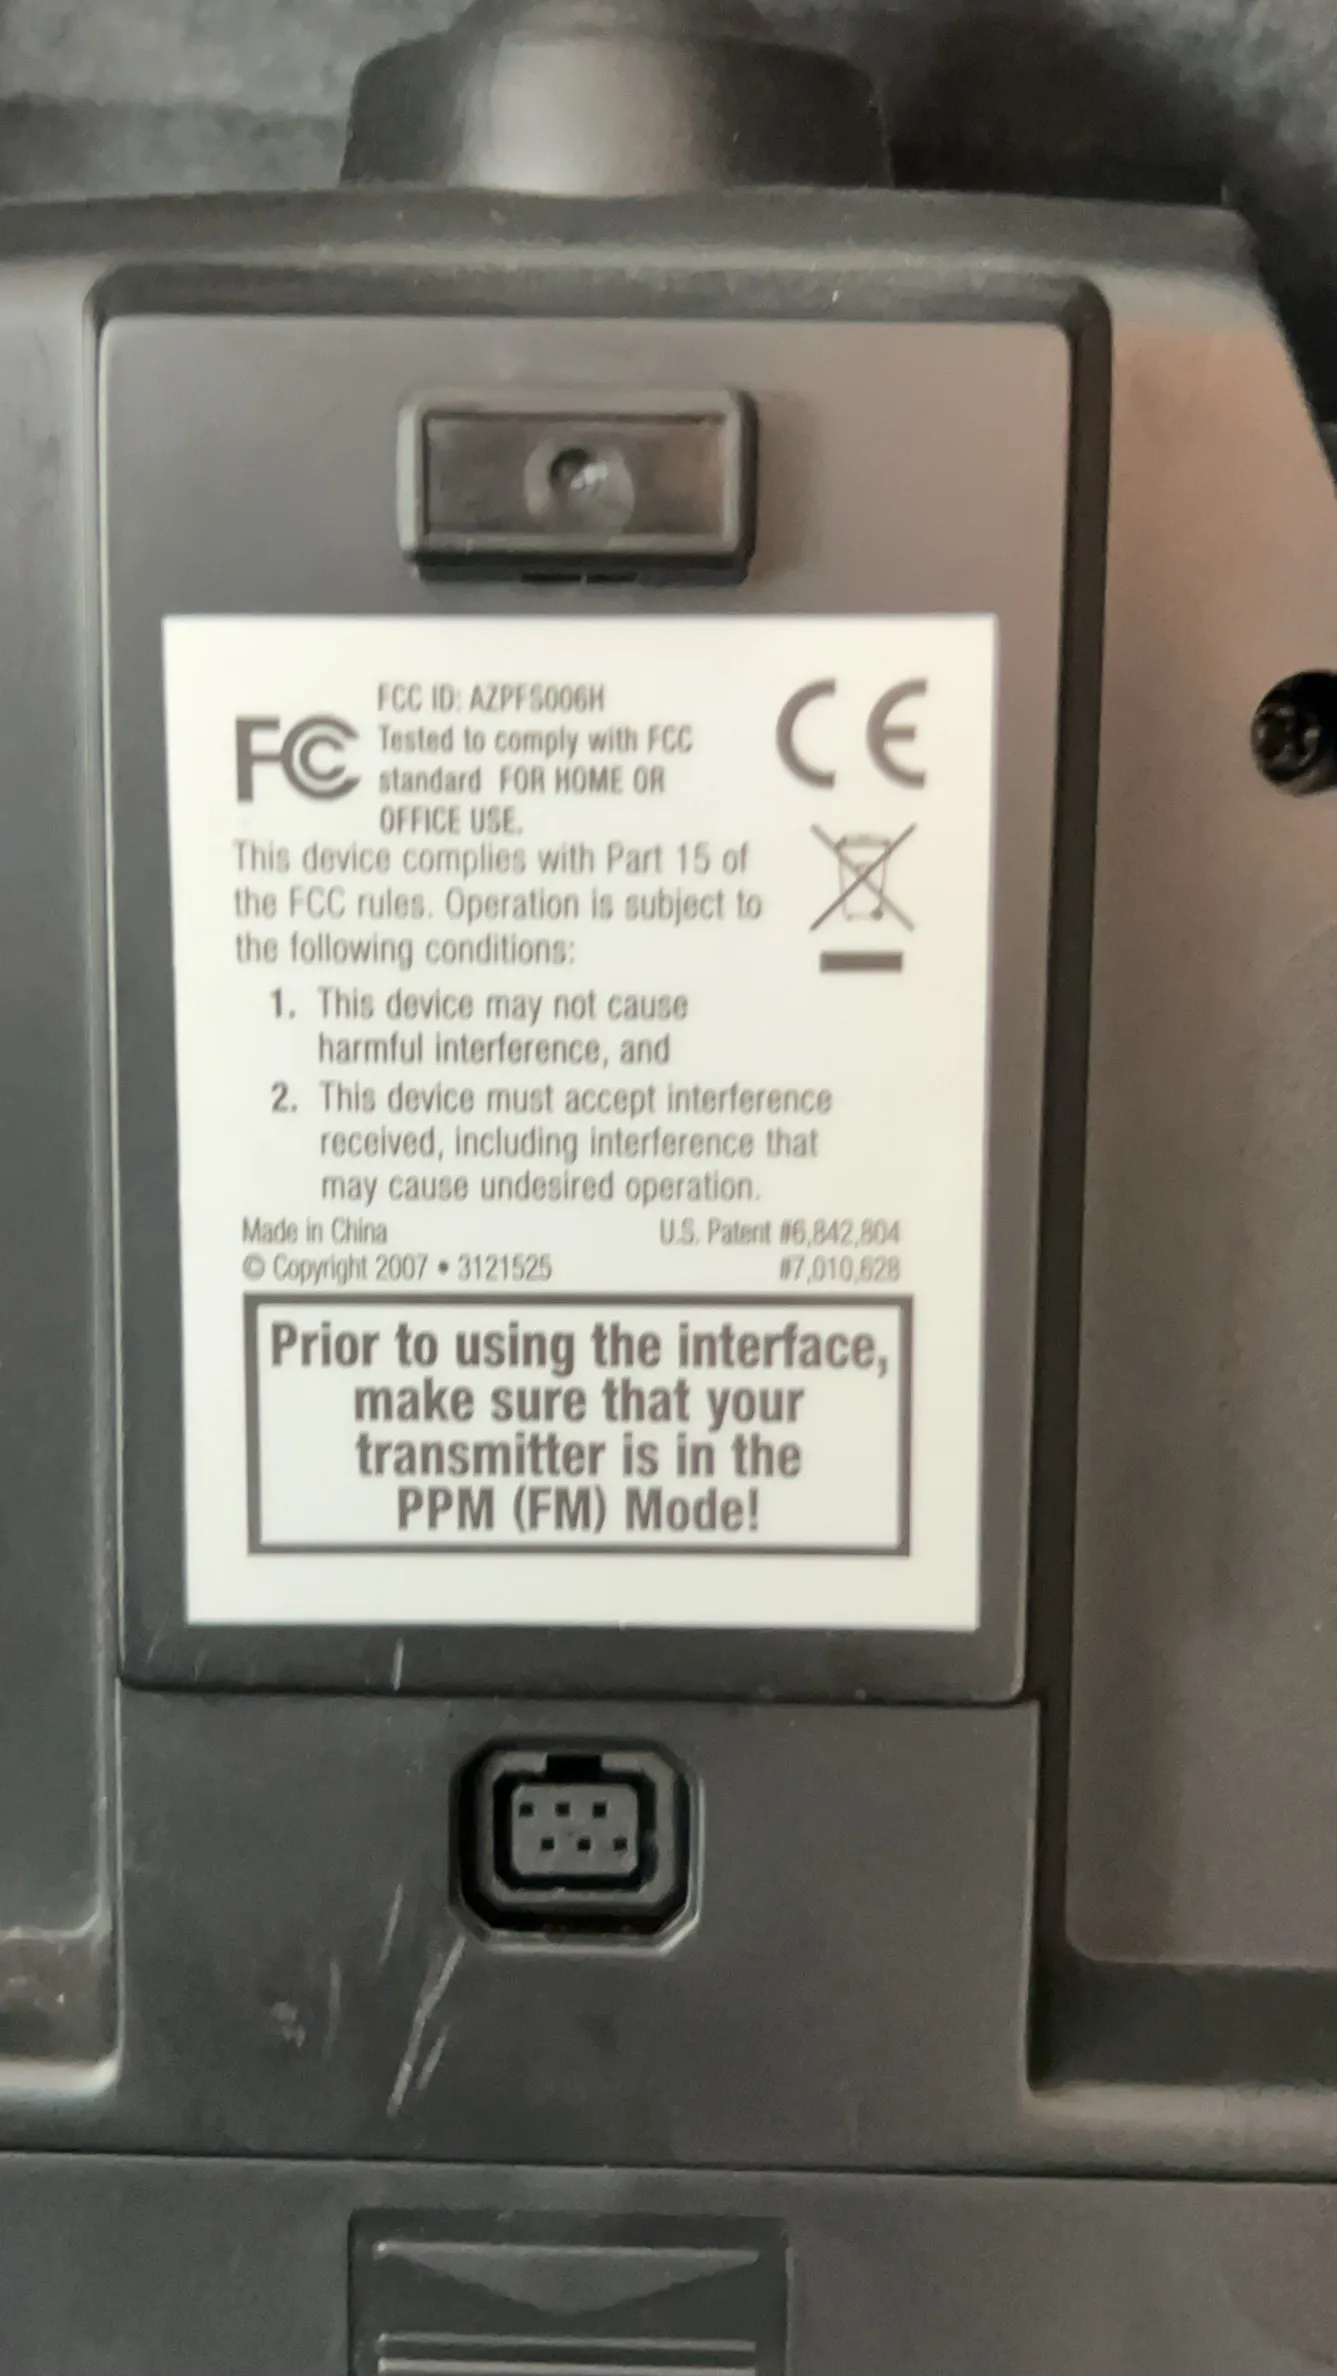 FCC ID: AZPFS006H
FC Tested to comply with FCC
standard FOR HOME OR
OFFICE USE.
CE
This device complies with Part 15 of
the FCC rules. Operation is subject to
the following conditions:
1. This device may not cause
harmful interference, and
2. This device must accept interference
received, including interference that
may cause undesired operation.
Made in China U.S. Patent #6,842,804
© Copyright 2007 • 3121525 #7,010,628
Prior to using the interface,
make sure that your
transmitter is in the
PPM (FM) Mode!